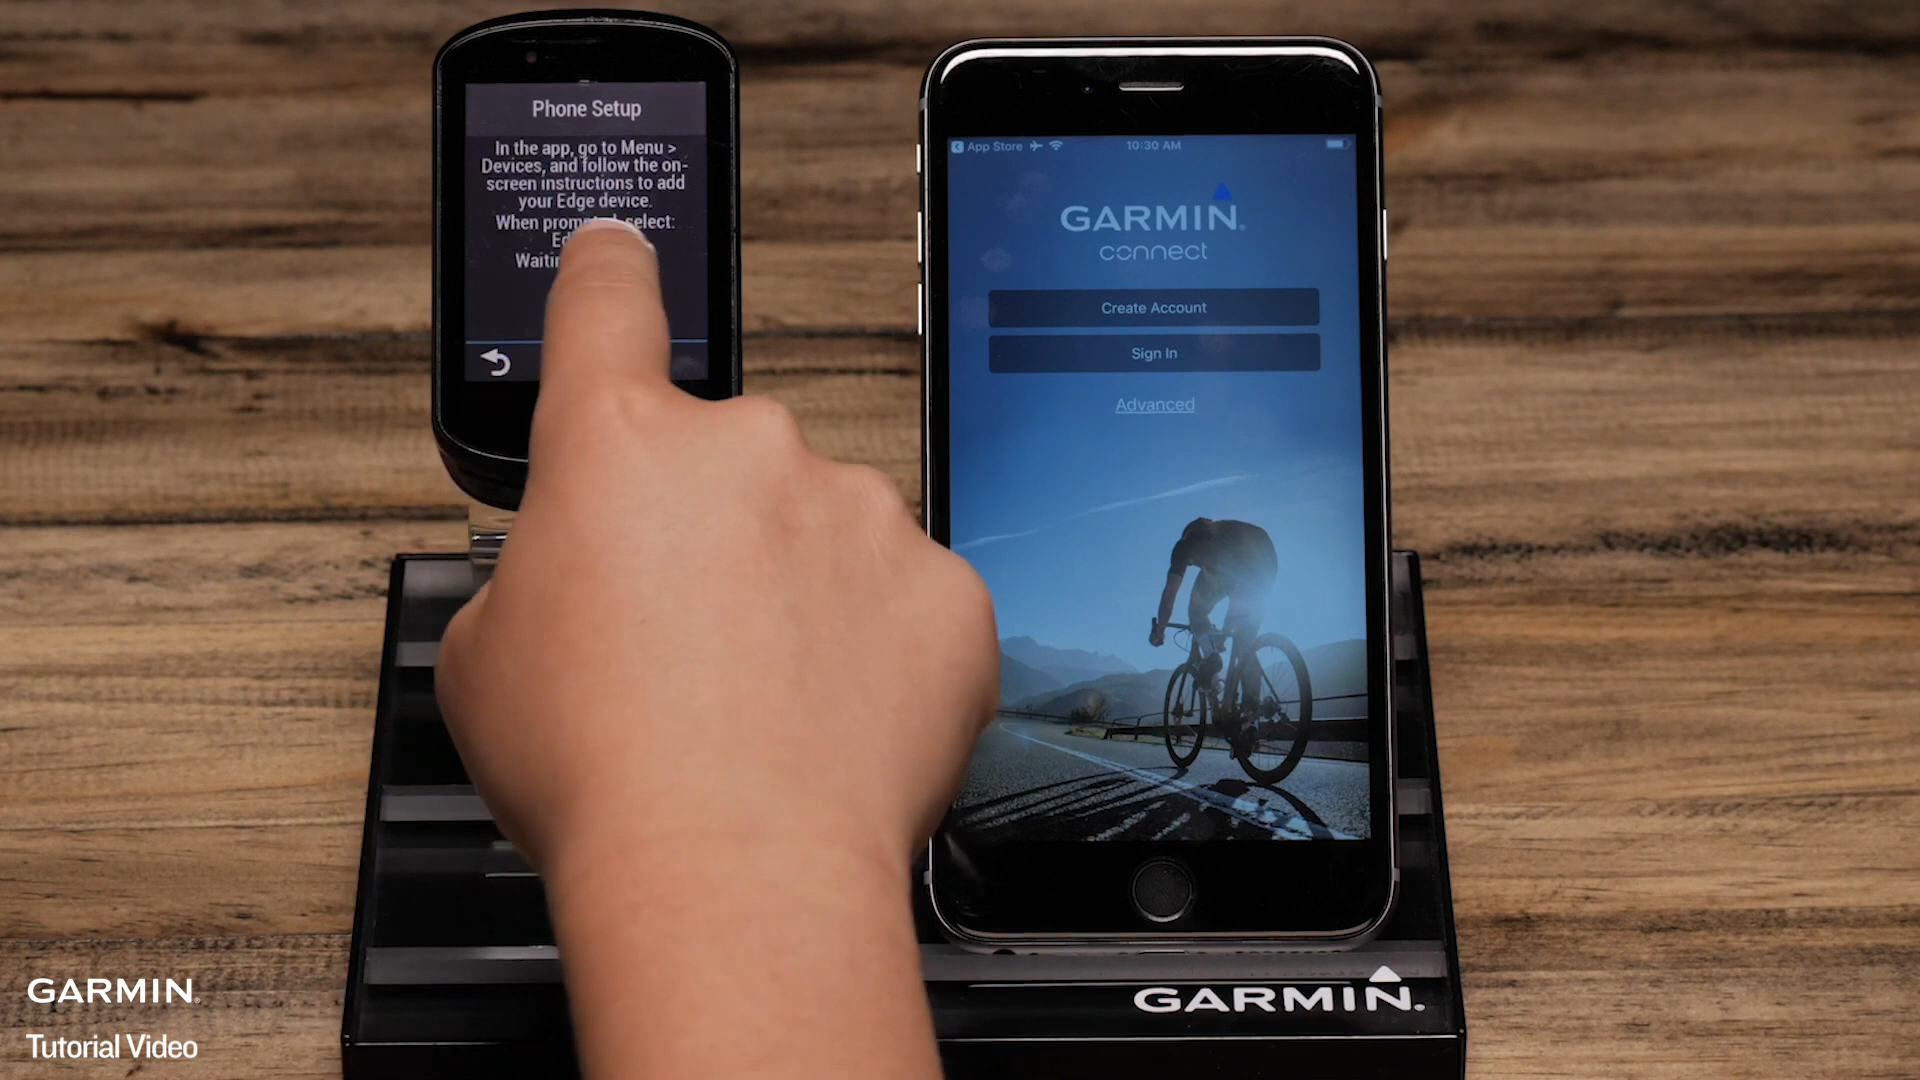 Phone Setup
In the app, go to Menu >
Devices, and follow the on-
screen instructions to add
your Edge device.
When select:
App Store 10:30 AM
GARMIN
connect
Create Account
Sign In
Advanced
GARMIN
GARMIN
Tutorial Video